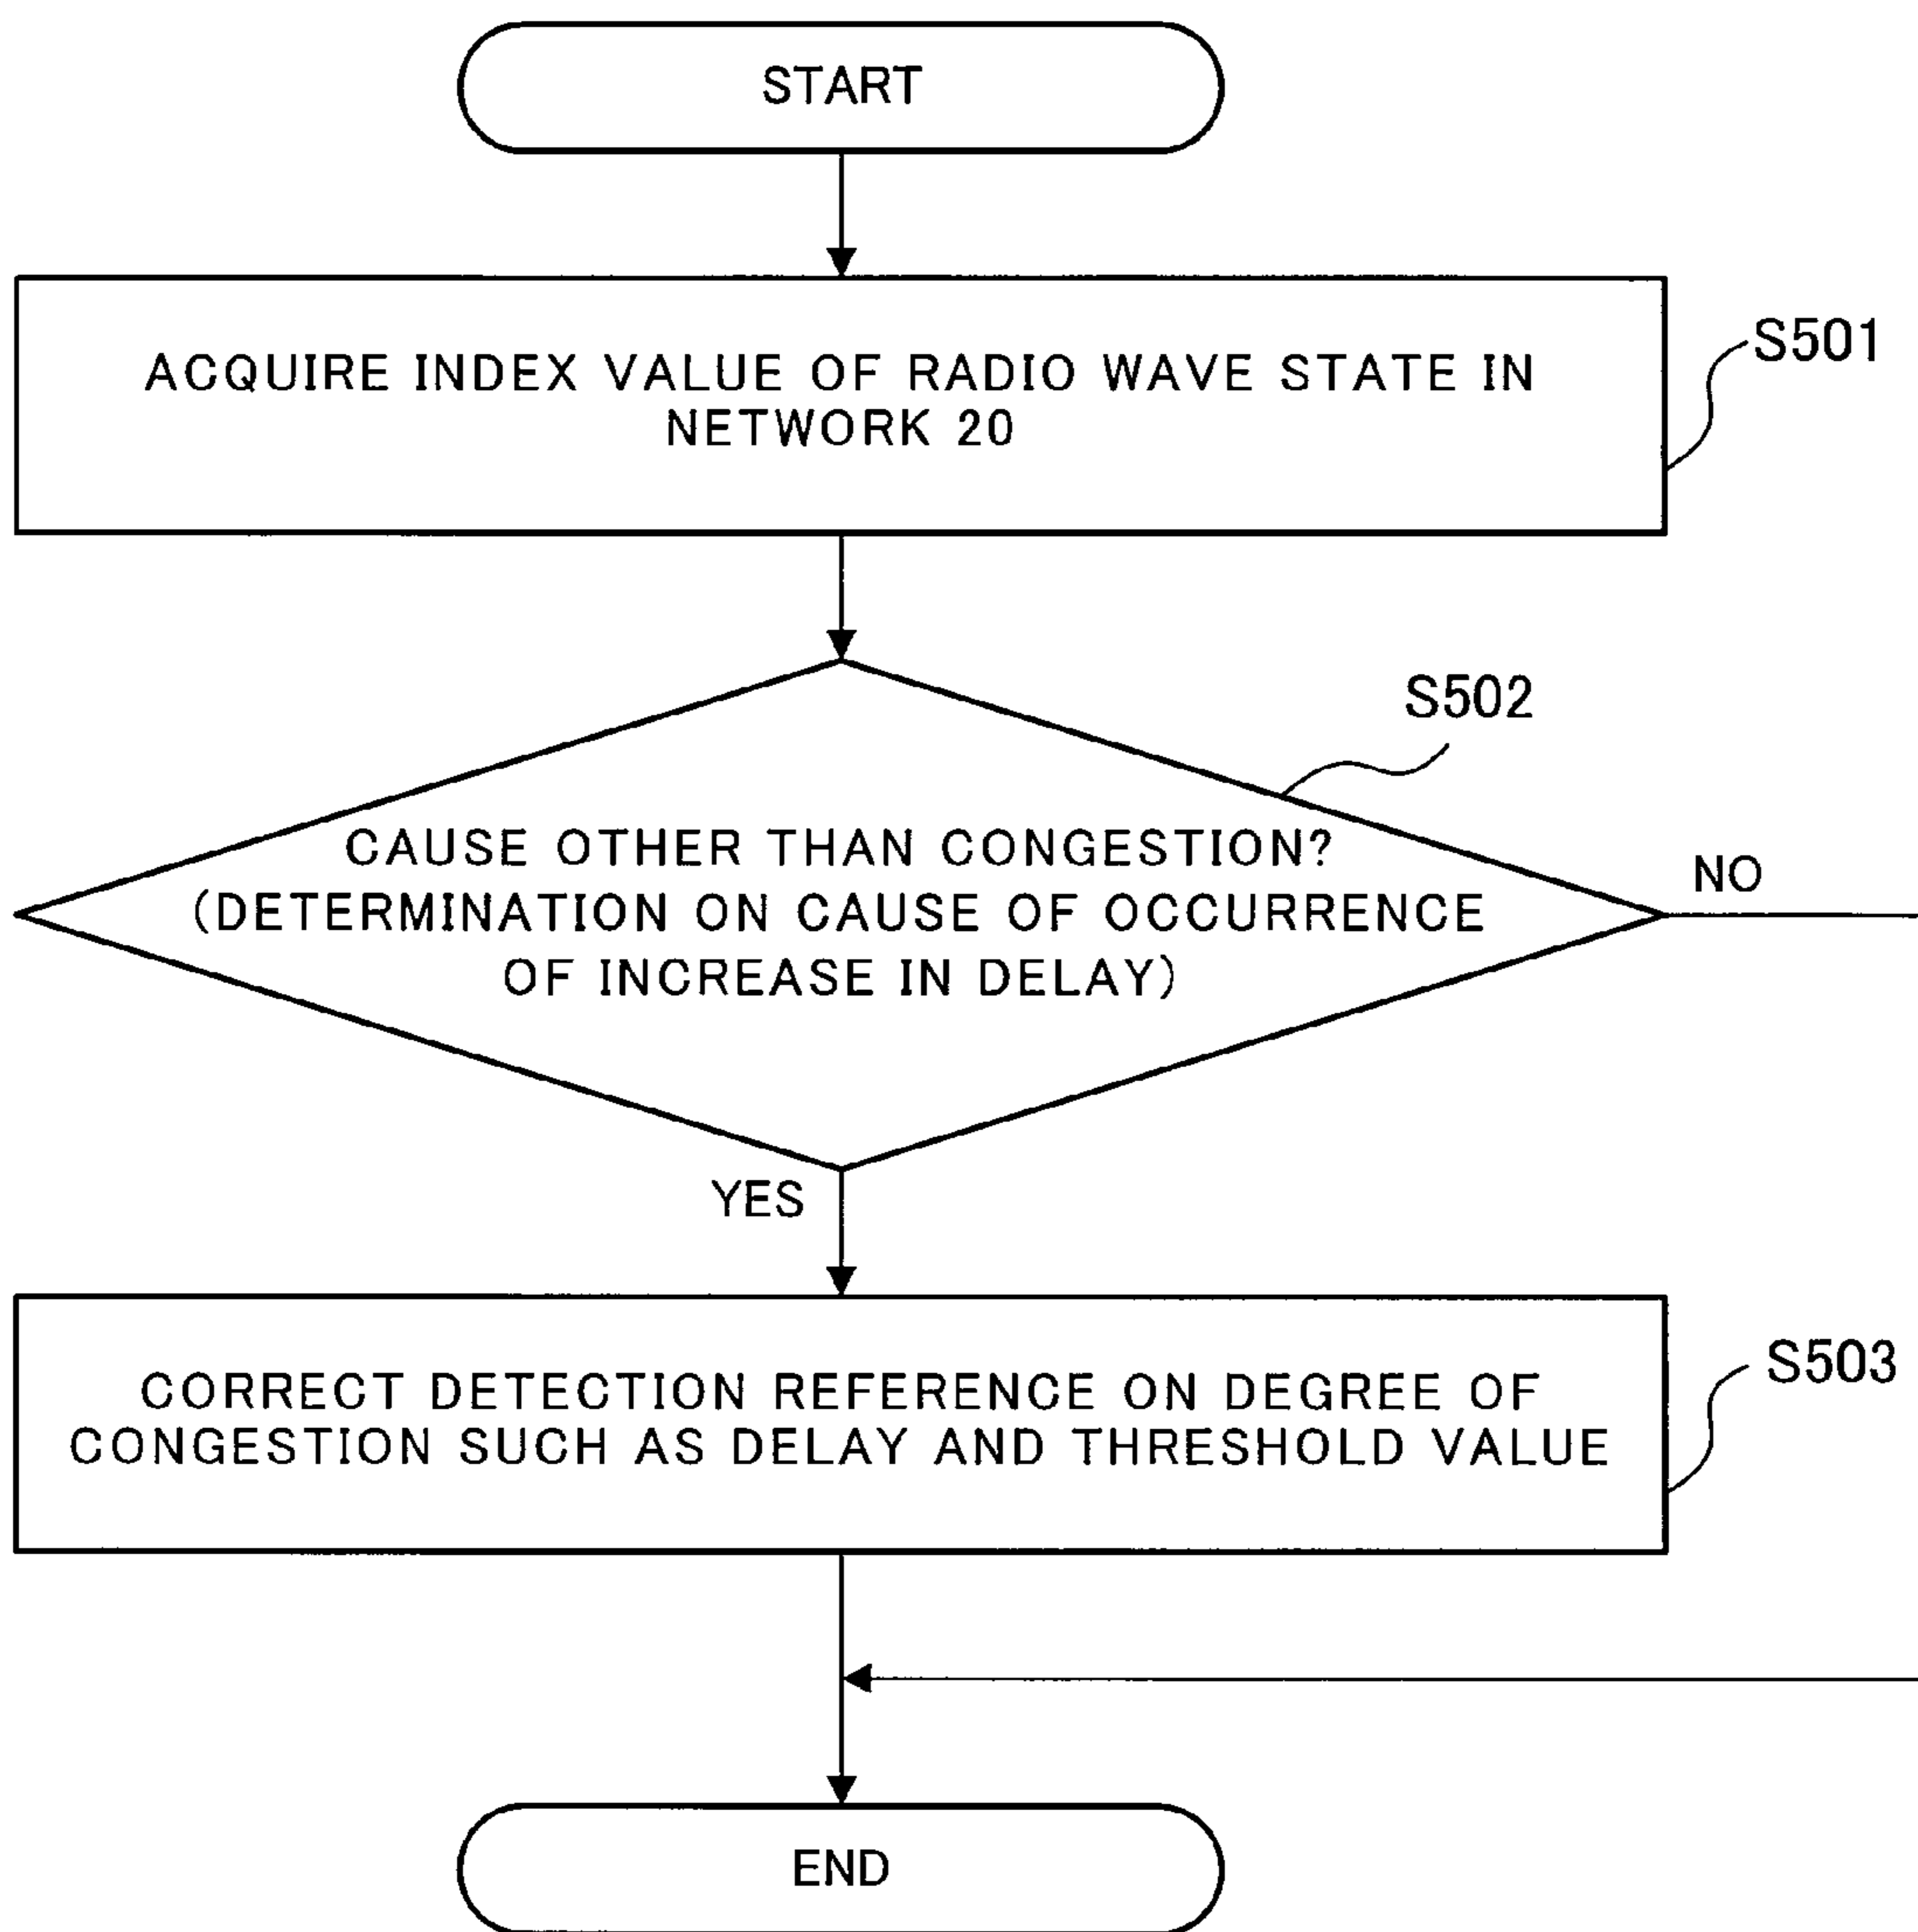 START
ACQUIRE INDEX VALUE OF RADIO WAVE STATE IN
NETWORK 20
S501
S502
CAUSE OTHER THAN CONGESTION?
(DETERMINATION ON CAUSE OF OCCURRENCE
OF INCREASE IN DELAY)
NO
YES
CORRECT DETECTION REFERENCE ON DEGREE OF
CONGESTION SUCH AS DELAY AND THRESHOLD VALUE
S503
END